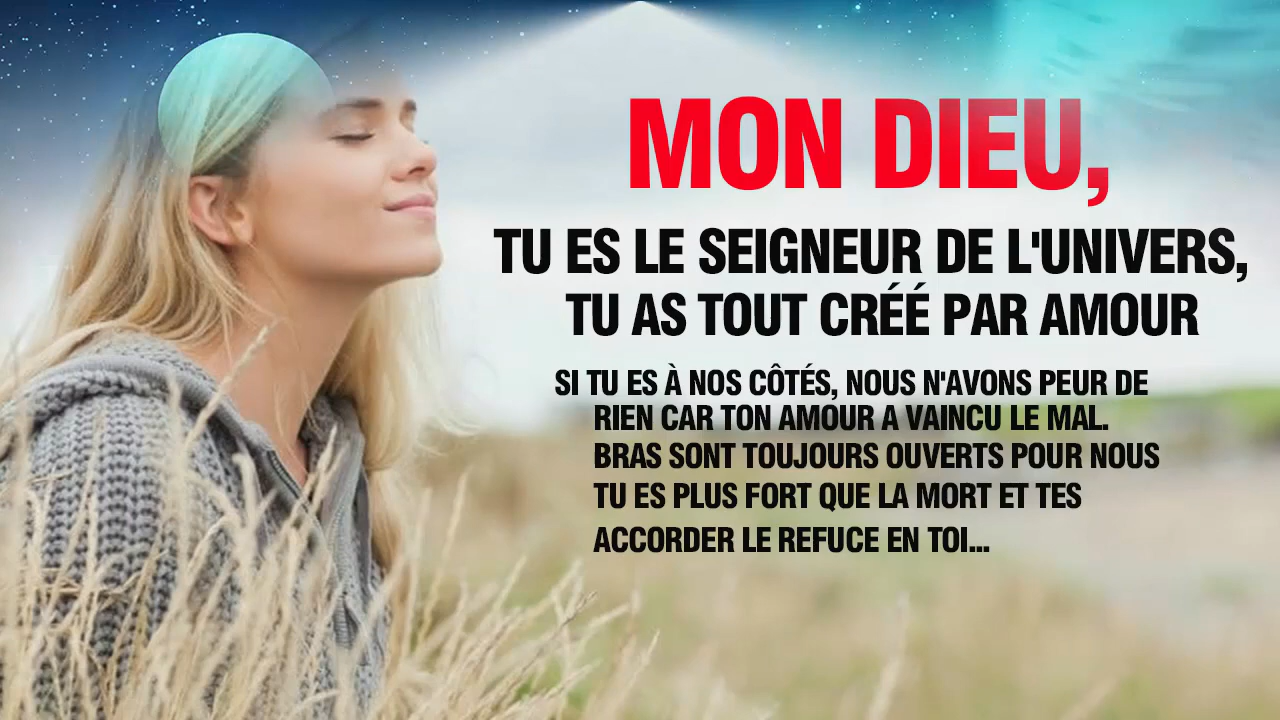 MON DIEU,
TU ES LE SEIGNEUR DE L'UNIVERS,
TU AS TOUT CRÉÉ PAR AMOUR
SI TU ES À NOS CÔTÉS, NOUS N'AVONS PEUR DE
RIEN CAR TON AMOUR A VAINCU LE MAL.
BRAS SONT TOUJOURS OUVERTS POUR NOUS
TU ES PLUS FORT QUE LA MORT ET TES
ACCORDER LE REFUCE EN TOI...